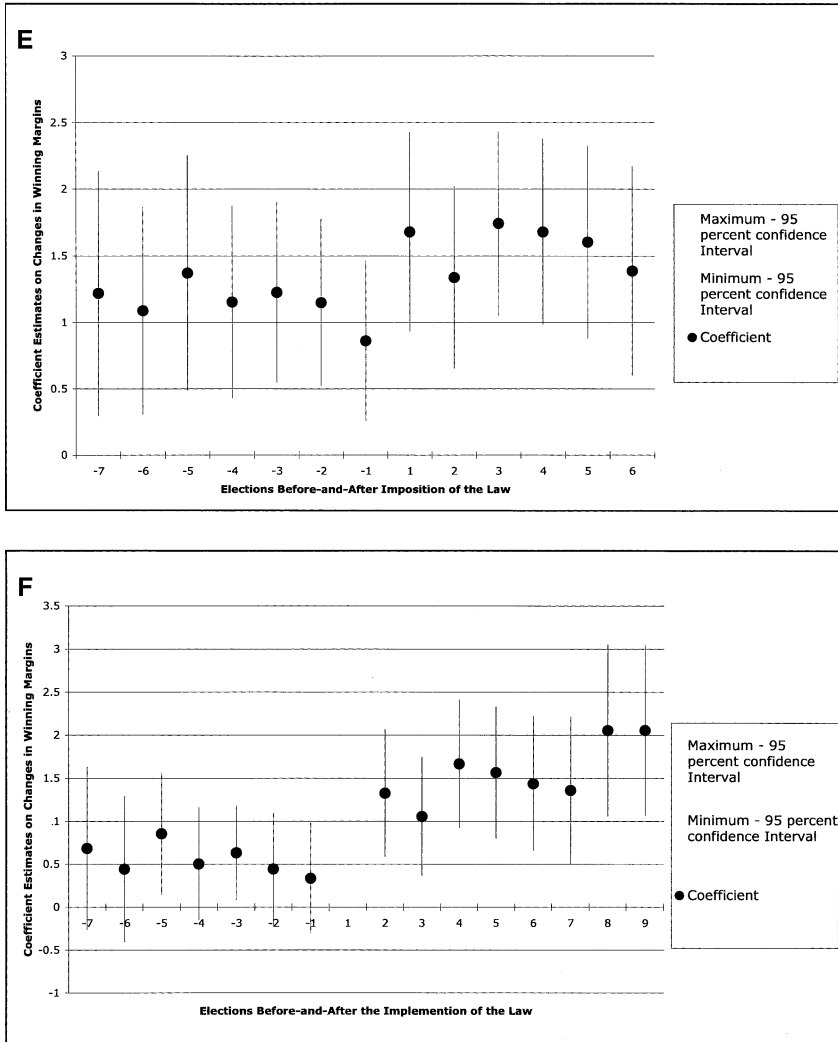 E
Coefficient Estimates on Changes in Winning Margins
3
2.5
2
1.5
1
0.5
0
-7 -6 -5 -4 -3 -2 -1 1 2 3 4 5 6
Elections Before-and-After Imposition of the Law
Maximum - 95
percent confidence
Interval
Minimum - 95
percent confidence
Interval
Coefficient
F
Coefficient Estimates on Changes in Winning Margins
3.5
3
2.5
2
1.5
1
0.5
0
-0.5
-1
-7 -6 -5 -4 -3 -2 -1 1 2 3 4 5 6 7 8 9
Elections Before-and-After the Implemention of the Law
Maximum - 95
percent confidence
Interval
Minimum - 95 percent
confidence Interval
Coefficient